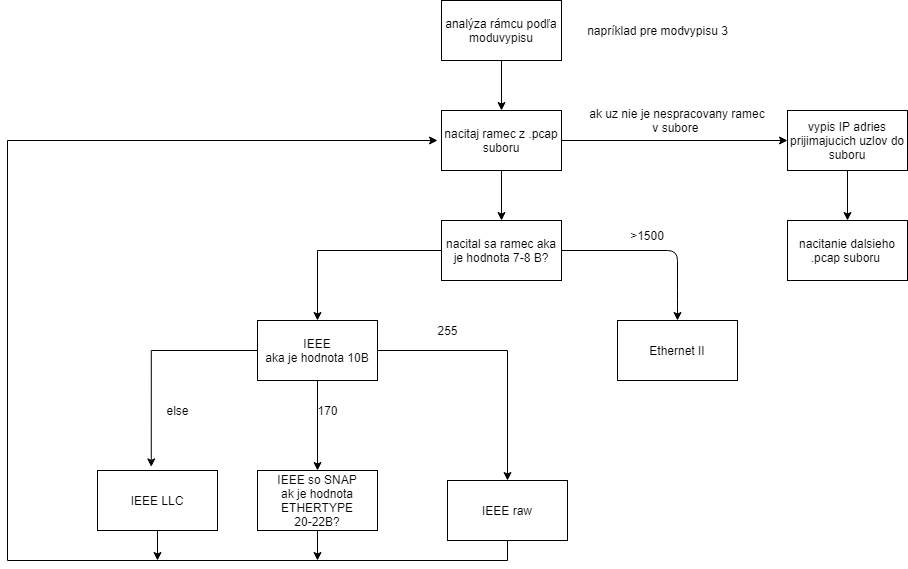 analýza rámcu podľa
moduvypisu
napríklad pre modvypisu 3
nacitaj ramec z .pcap
suboru
ak uz nie je nespracovany ramec
v subore
vypis IP adries
prijimajucich uzlov do
suboru
nacital sa ramec aka
je hodnota 7-8 B?
>1500
nacitanie dalsieho
.pcap suboru
IEEE
aka je hodnota 10B
255
Ethernet II
else
170
IEEE LLC
IEEE so SNAP
ak je hodnota
ETHERTYPE
20-22B?
IEEE raw